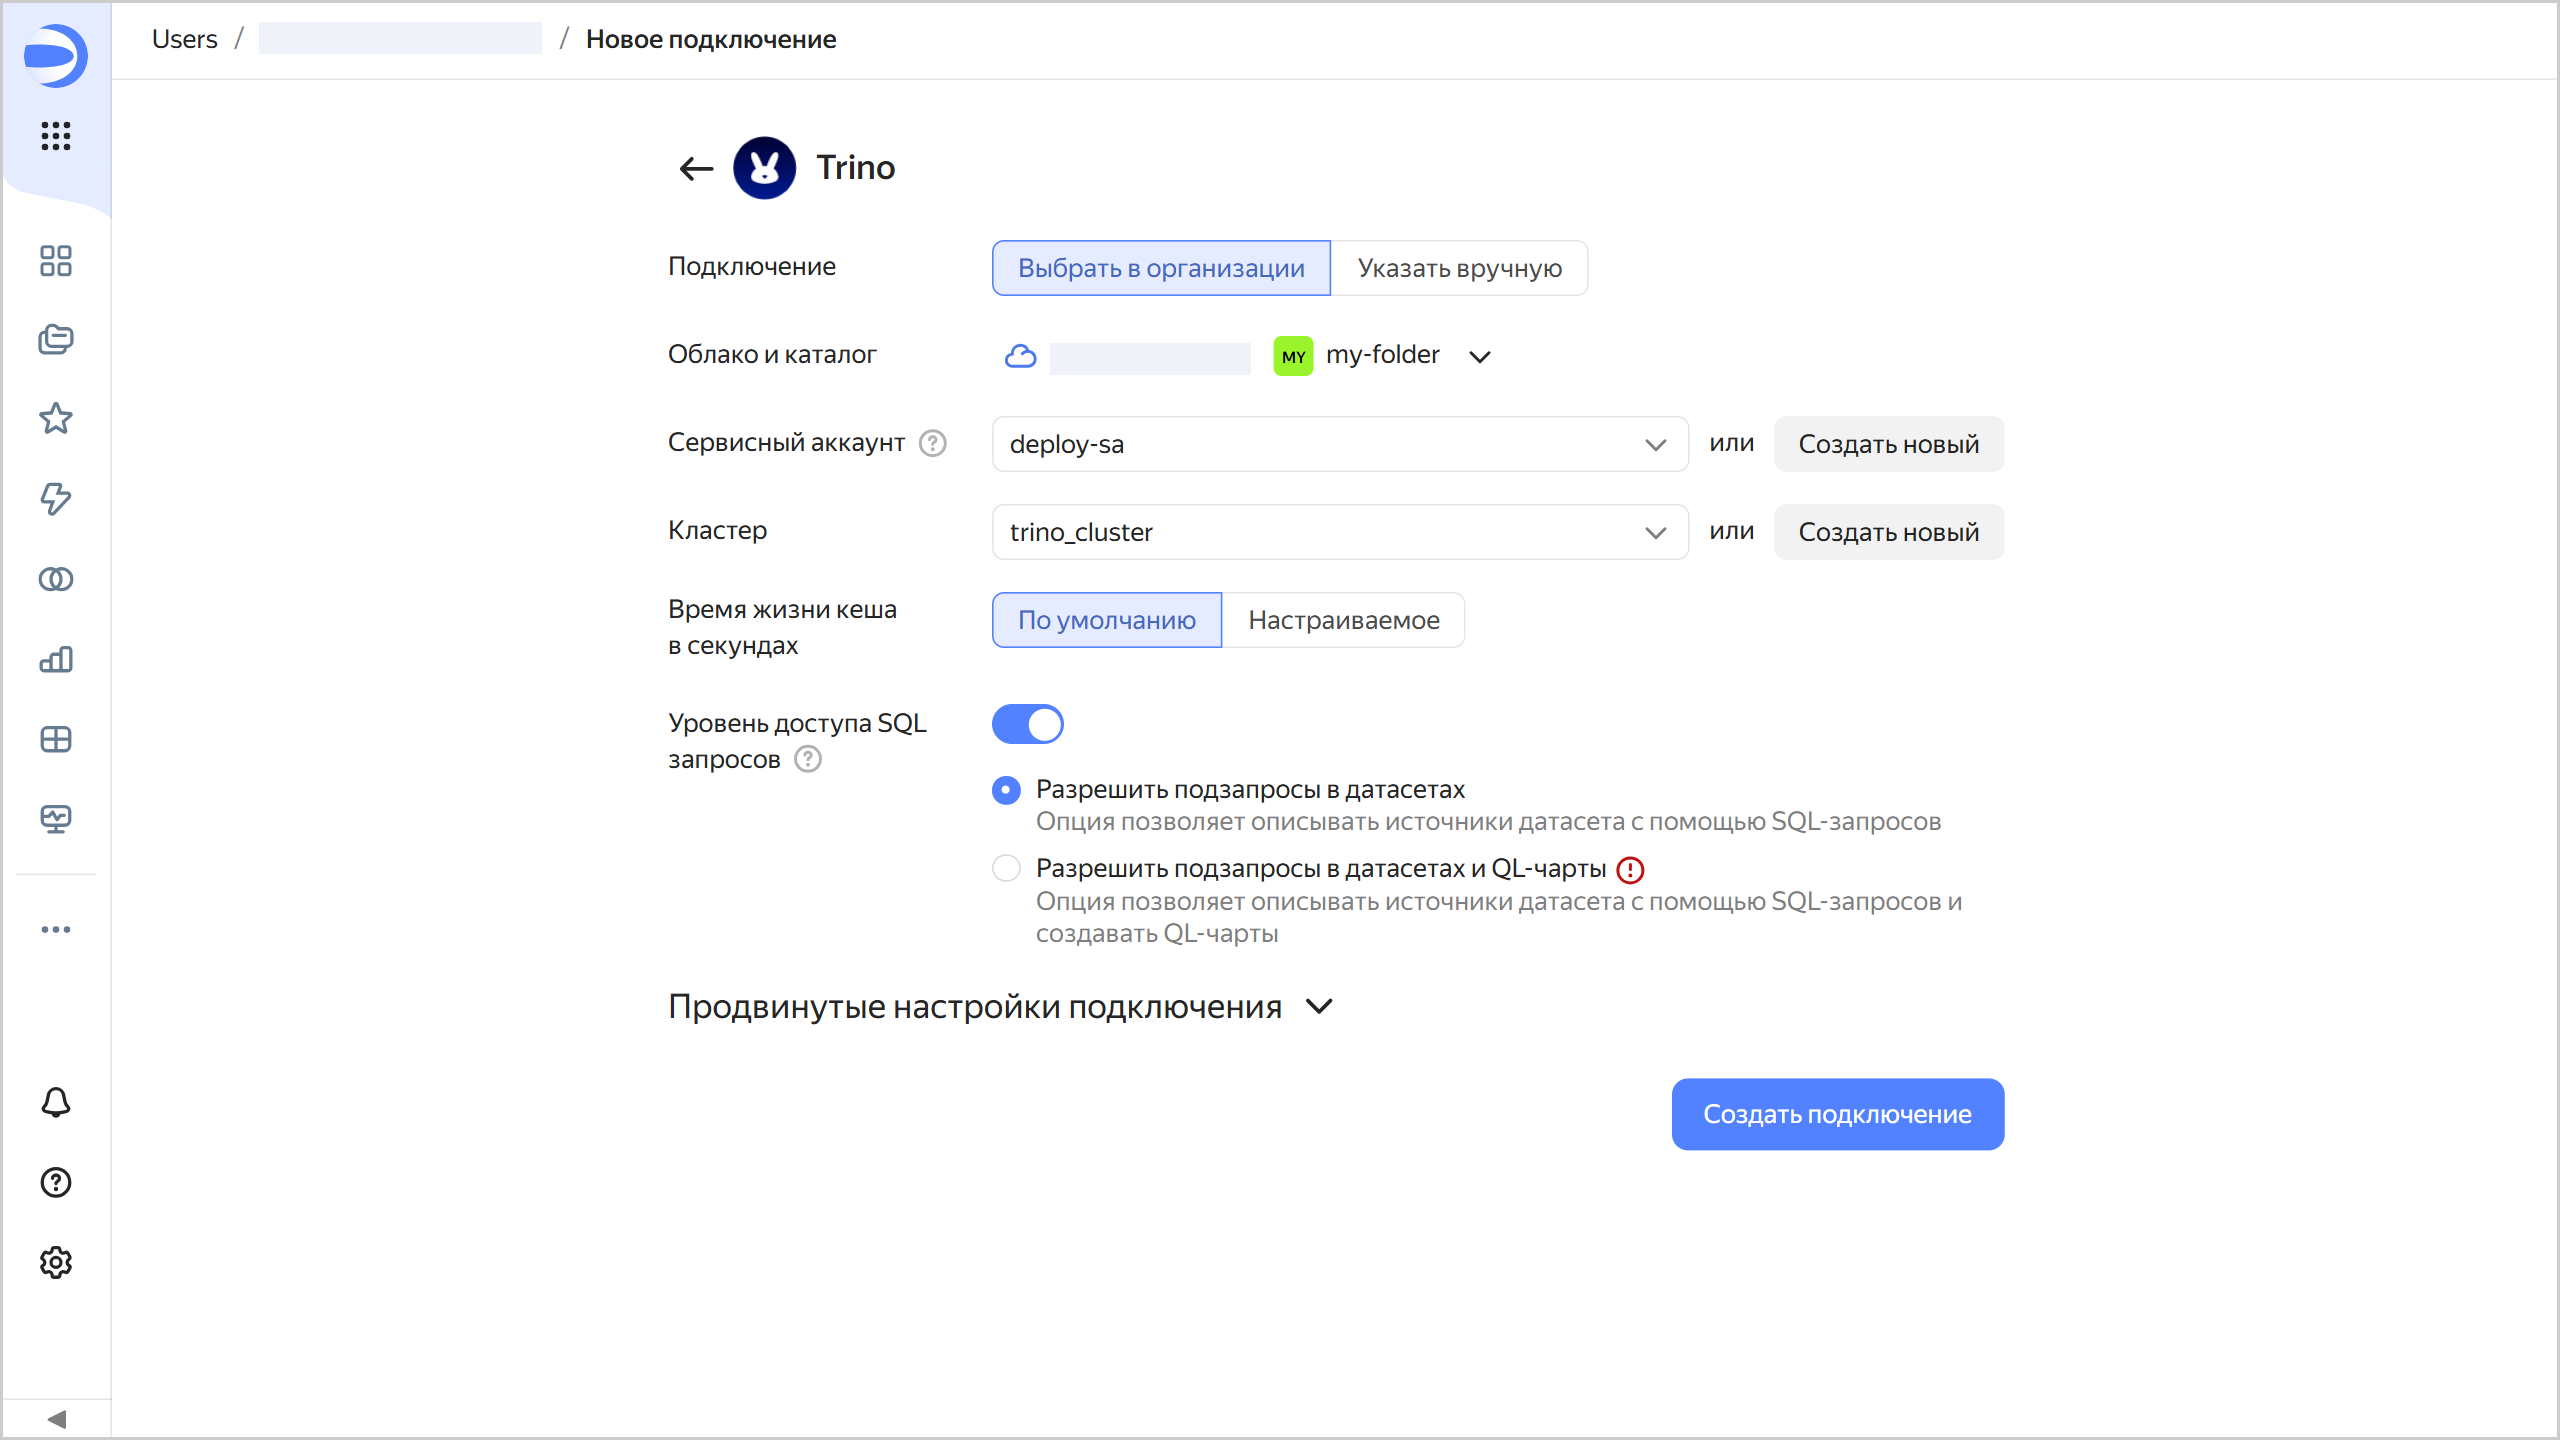 Users / / Новое подключение
Trino
Подключение Выбрать в организации Указать вручную
Облако и каталог MY my-folder
Сервисный аккаунт ? deploy-sa или Создать новый
Кластер trino_cluster или Создать новый
Время жизни кеша
в секундах
По умолчанию Настраиваемое
Уровень доступа SQL
запросов ?
Разрешить подзапросы в датасетах
Опция позволяет описывать источники датасета с помощью SQL-запросов
Разрешить подзапросы в датасетах и QL-чарты
Опция позволяет описывать источники датасета с помощью SQL-запросов и
создавать QL-чарты
Продвинутые настройки подключения
Создать подключение